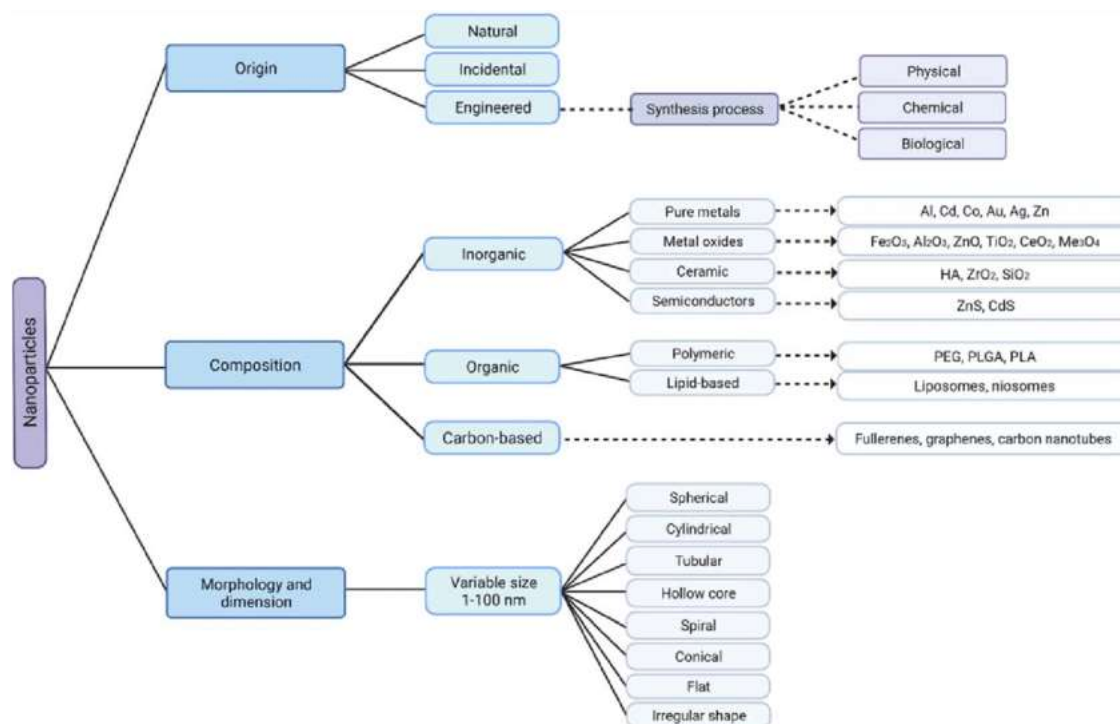 Nanoparticles
Origin
Natural
Incidental
Engineered
Synthesis process
Physical
Chemical
Biological
Composition
Inorganic
Pure metals
Al, Cd, Co, Au, Ag, Zn
Metal oxides
Fe₂O₃, Al₂O₃, ZnO, TiO₂, CeO₂, Me₃O₄
Ceramic
HA, ZrO₂, SiO₂
Semiconductors
ZnS, CdS
Organic
Polymeric
PEG, PLGA, PLA
Lipid-based
Liposomes, niosomes
Carbon-based
Fullerenes, graphenes, carbon nanotubes
Morphology and
dimension
Variable size
1-100 nm
Spherical
Cylindrical
Tubular
Hollow core
Spiral
Conical
Flat
Irregular shape